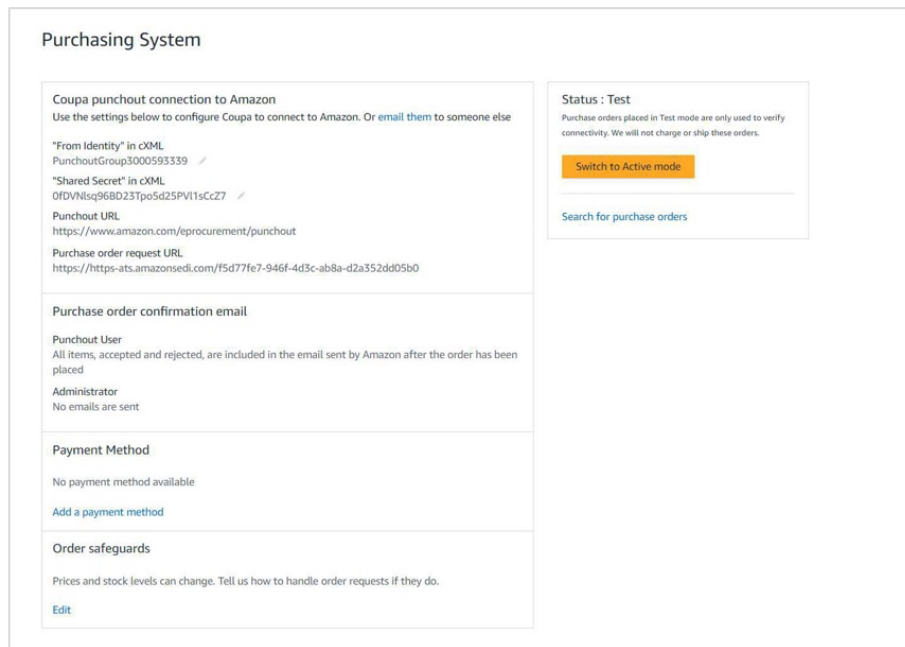 Purchasing System
Coupa punchout connection to Amazon
Use the settings below to configure Coupa to connect to Amazon. Or email them to someone else
"From Identity" in cXML
PunchoutGroup3000593339
"Shared Secret" in cXML
0fDVNlsq96BD23Tpo5d25PVl1sCcZ7
Punchout URL
https://www.amazon.com/eprocurement/punchout
Purchase order request URL
https://https-ats.amazonsedi.com/f5d77fe7-946f-4d3c-ab8a-d2a352dd05b0
Purchase order confirmation email
Punchout User
All items, accepted and rejected, are included in the email sent by Amazon after the order has been
placed
Administrator
No emails are sent
Payment Method
No payment method available
Add a payment method
Order safeguards
Prices and stock levels can change. Tell us how to handle order requests if they do.
Edit
Status : Test
Purchase orders placed in Test mode are only used to verify
connectivity. We will not charge or ship these orders.
Switch to Active mode
Search for purchase orders